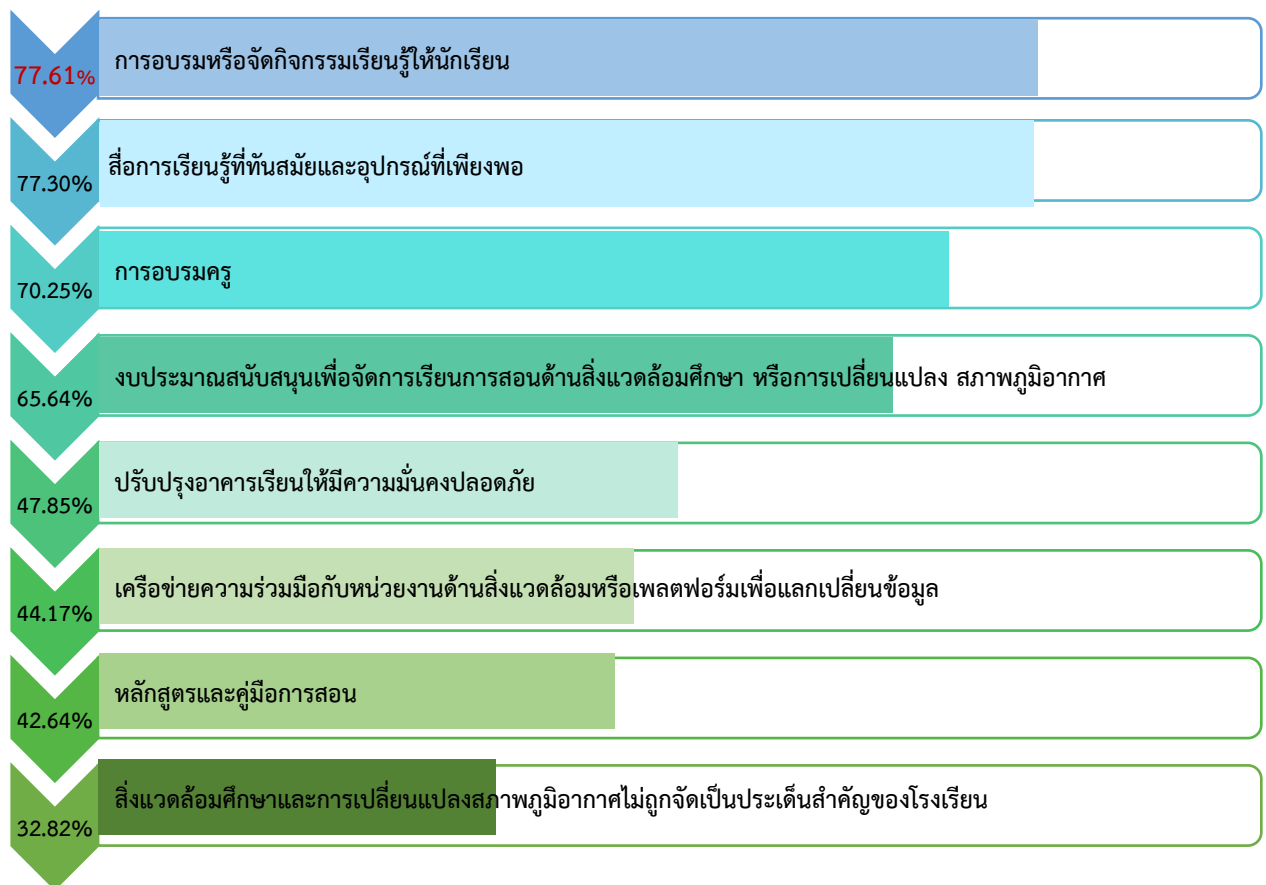 77.61% การอบรมหรือจัดกิจกรรมเรียนรู้ให้นักเรียน
77.30% สื่อการเรียนรู้ที่ทันสมัยและอุปกรณ์ที่เพียงพอ
70.25% การอบรมครู
65.64% งบประมาณสนับสนุนเพื่อจัดการเรียนการสอนด้านสิ่งแวดล้อมศึกษา หรือการเปลี่ยนแปลง สภาพภูมิอากาศ
47.85% ปรับปรุงอาคารเรียนให้มีความมั่นคงปลอดภัย
44.17% เครือข่ายความร่วมมือกับหน่วยงานด้านสิ่งแวดล้อมหรือเพลตฟอร์มเพื่อแลกเปลี่ยนข้อมูล
42.64% หลักสูตรและคู่มือการสอน
32.82% สิ่งแวดล้อมศึกษาและการเปลี่ยนแปลงสภาพภูมิอากาศไม่ถูกจัดเป็นประเด็นสำคัญของโรงเรียน